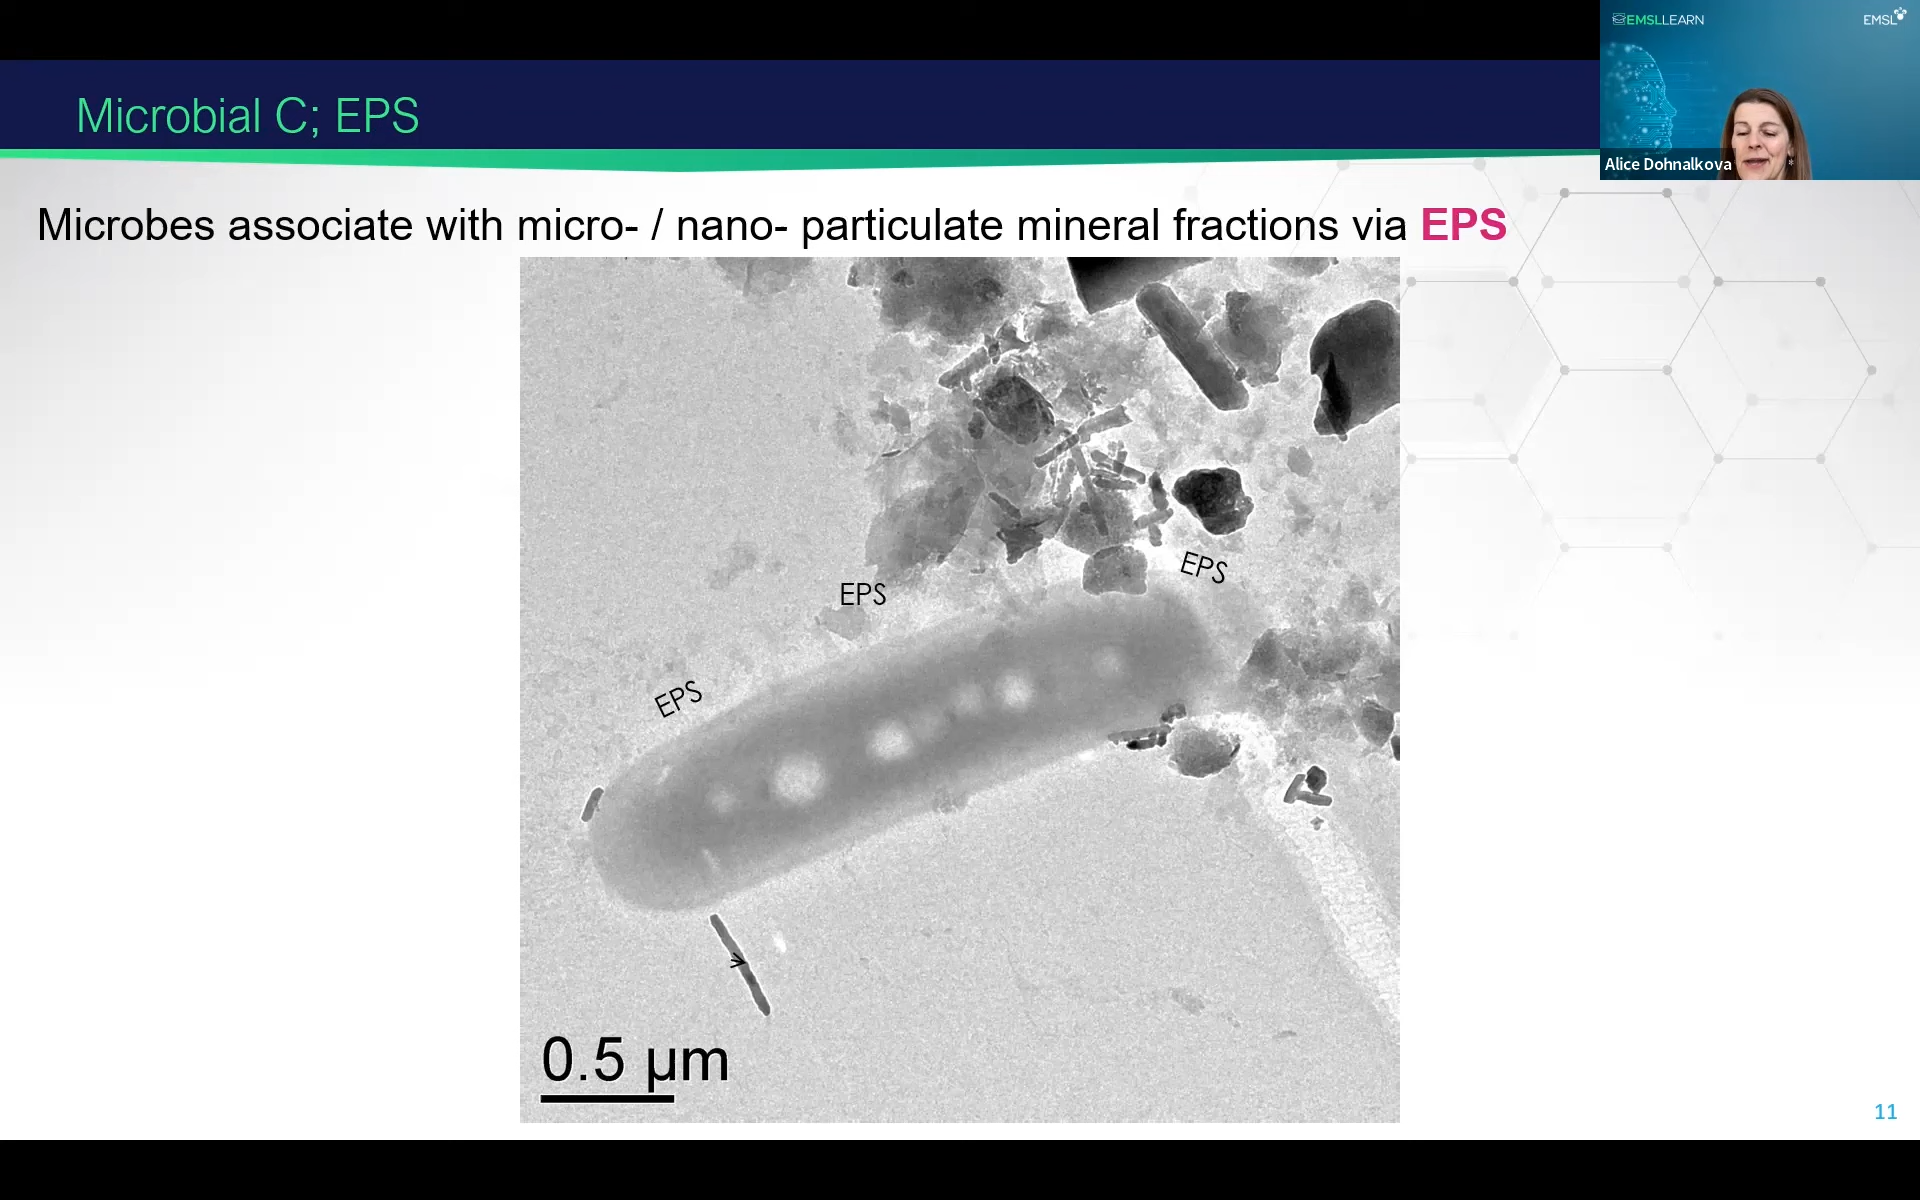 EMSLLEARN
EMSL
Alice Dohnalkova
Microbial C; EPS
Microbes associate with micro- / nano- particulate mineral fractions via EPS
EPS
EPS
EPS
0.5 µm
11